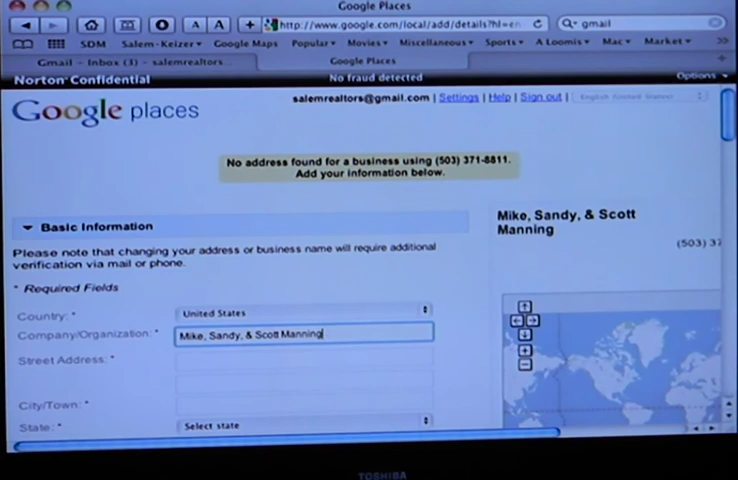 Google Places
A A
http://www.google.com/local/add/details?hl=en
gmail
SDM Salem-Keizer Google Maps Popular Movies Miscellaneous Sports A Loomis Mac Market
Gmail - Inbox (3) - salemrealtors...
Google Places
Norton Confidential No fraud detected Options
salemrealtors@gmail.com | Settings | Help | Sign out | English (United States)
Google places
No address found for a business using (503) 371-8811.
Add your information below.
Basic Information
Mike, Sandy, & Scott
Manning
(503) 37
Please note that changing your address or business name will require additional
verification via mail or phone.
* Required Fields
Country: * United States
Company/Organization: * Mike, Sandy, & Scott Manning
Street Address: *
City/Town: *
State: * Select state
TOSHIBA